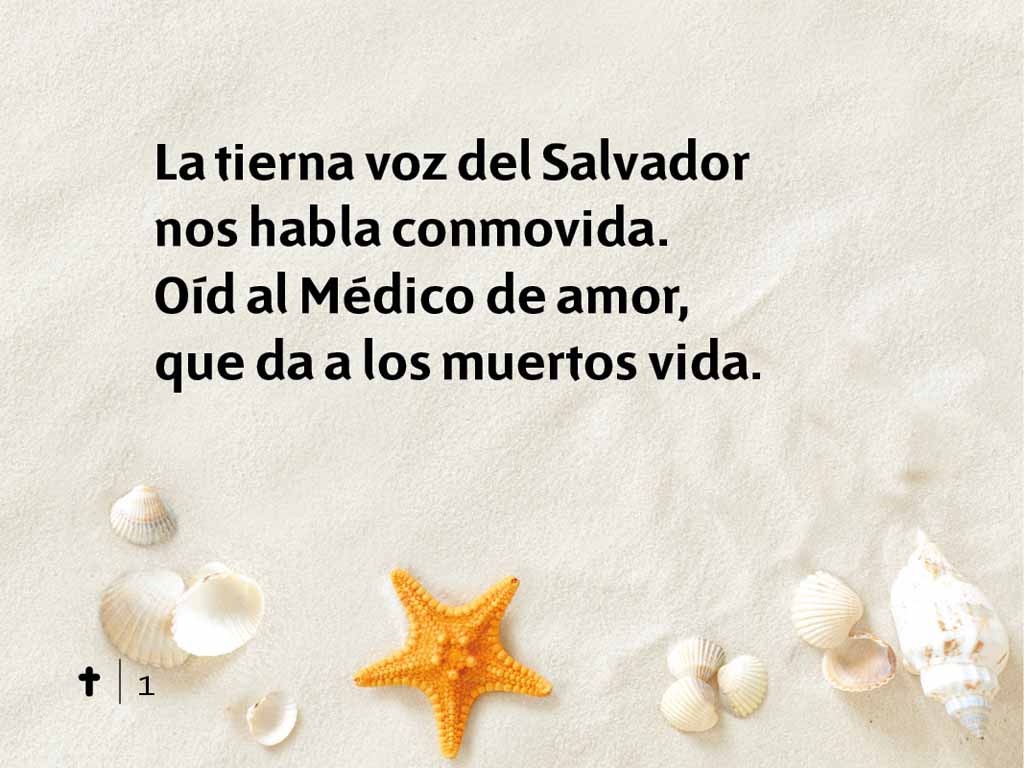 La tierna voz del Salvador
nos habla conmovida.
Oíd al Médico de amor,
que da a los muertos vida.
1